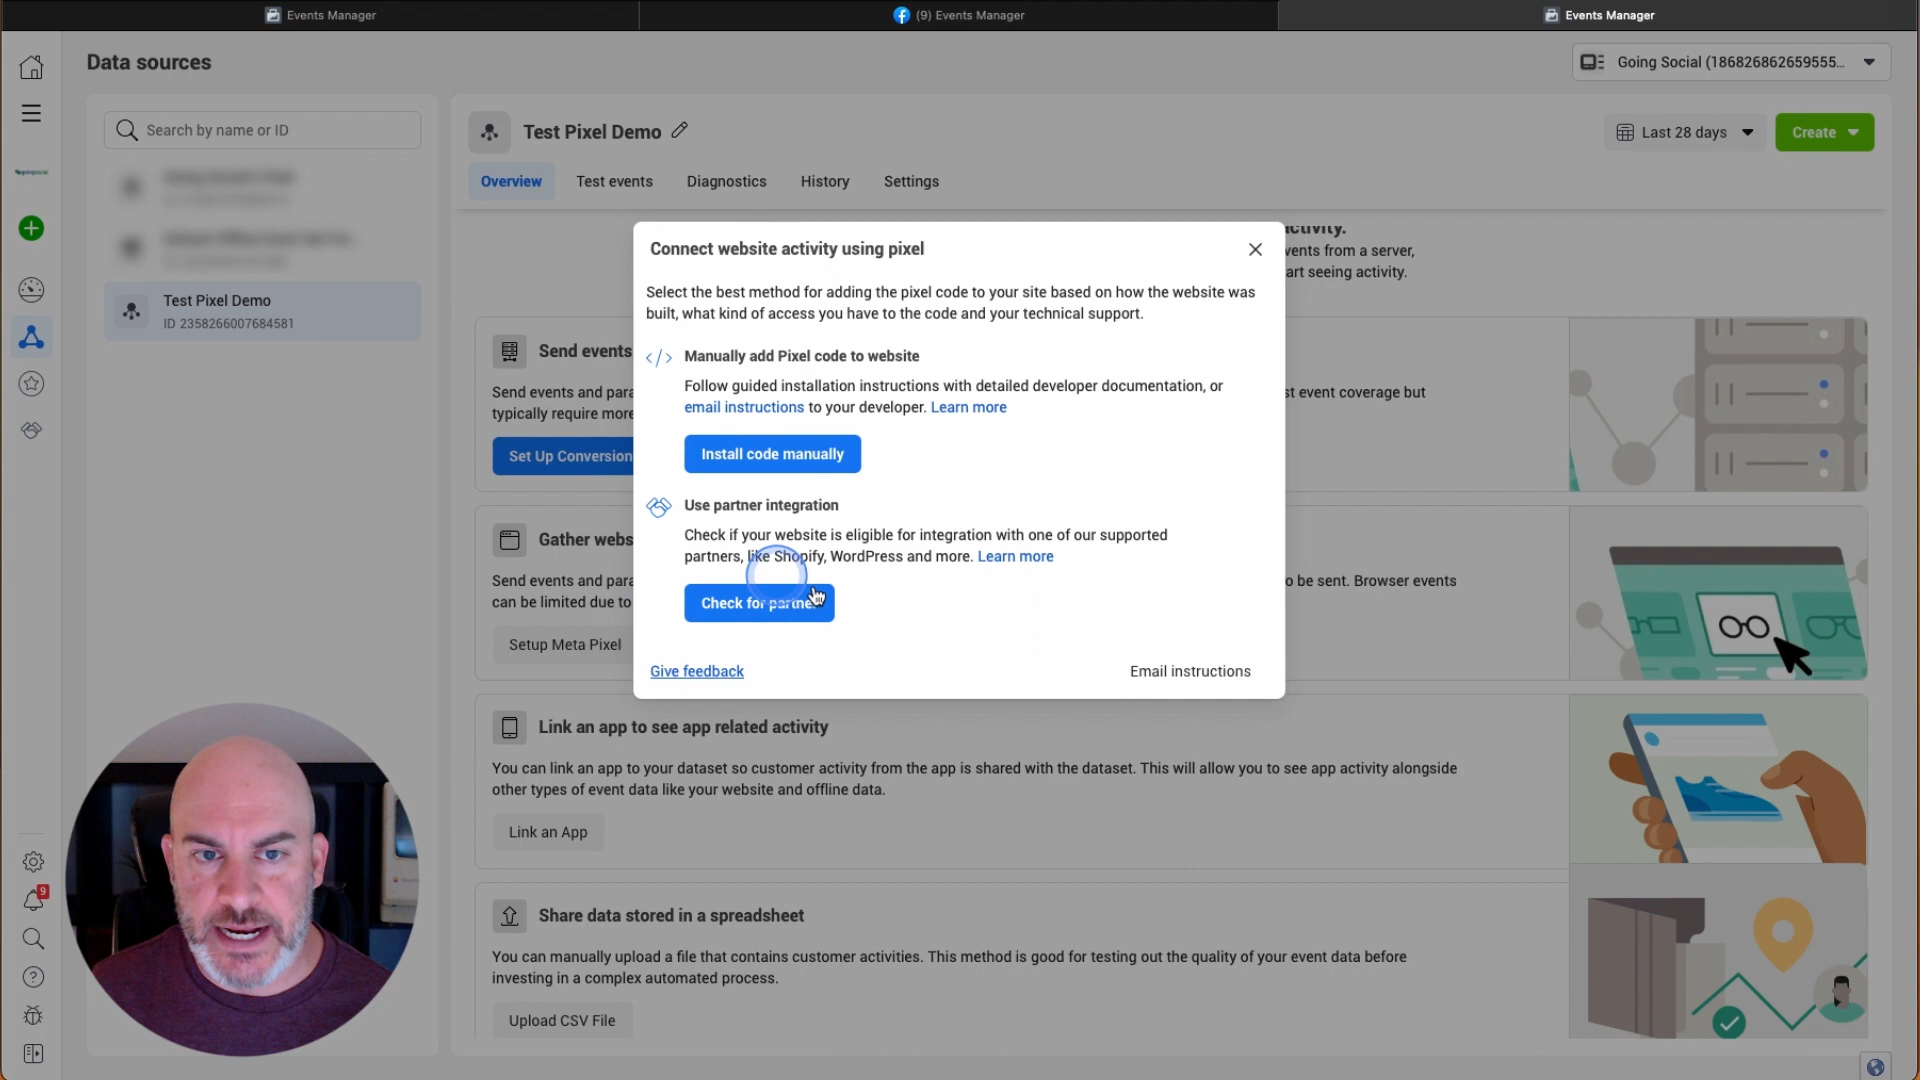 Events Manager
(9) Events Manager
Events Manager
Data sources
Going Social (186826862659555...
Search by name or ID
Test Pixel Demo
ID 2358266007684581
Test Pixel Demo
Last 28 days
Create
Overview
Test events
Diagnostics
History
Settings
activity.
vents from a server,
art seeing activity.
Connect website activity using pixel
Select the best method for adding the pixel code to your site based on how the website was
built, what kind of access you have to the code and your technical support.
Manually add Pixel code to website
Follow guided installation instructions with detailed developer documentation, or
email instructions to your developer. Learn more
Install code manually
Use partner integration
Check if your website is eligible for integration with one of our supported
partners, like Shopify, WordPress and more. Learn more
Check for partner
Give feedback
Email instructions
Send events
Send events and para
st event coverage but
typically require more
Set Up Conversion
Gather webs
Send events and para
o be sent. Browser events
can be limited due to
Setup Meta Pixel
Link an app to see app related activity
You can link an app to your dataset so customer activity from the app is shared with the dataset. This will allow you to see app activity alongside
other types of event data like your website and offline data.
Link an App
Share data stored in a spreadsheet
You can manually upload a file that contains customer activities. This method is good for testing out the quality of your event data before
investing in a complex automated process.
Upload CSV File
9